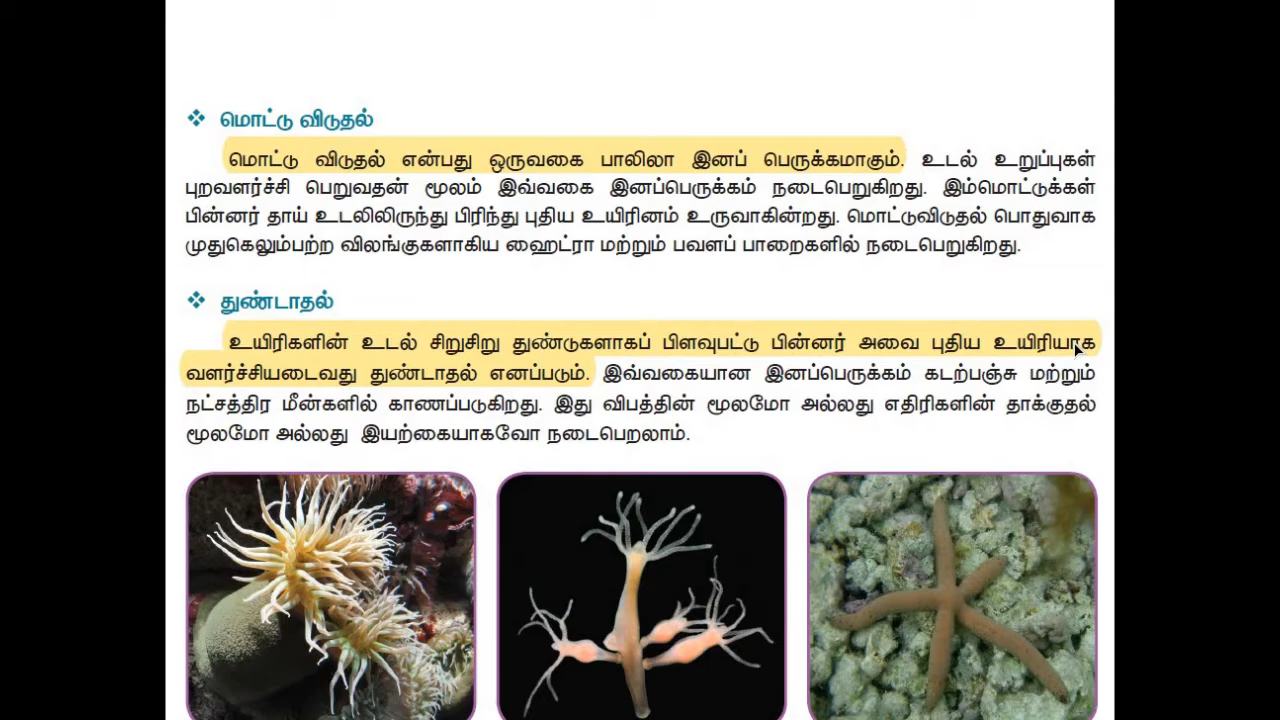 ❖ மொட்டு விடுதல்
மொட்டு விடுதல் என்பது ஒருவகை பாலிலா இனப் பெருக்கமாகும். உடல் உறுப்புகள்
புறவளர்ச்சி பெறுவதன் மூலம் இவ்வகை இனப்பெருக்கம் நடைபெறுகிறது. இம்மொட்டுக்கள்
பின்னர் தாய் உடலிலிருந்து பிரிந்து புதிய உயிரினம் உருவாகின்றது. மொட்டுவிடுதல் பொதுவாக
முதுகெலும்பற்ற விலங்குகளாகிய ஹைட்ரா மற்றும் பவளப் பாறைகளில் நடைபெறுகிறது.
❖ துண்டாதல்
உயிரிகளின் உடல் சிறுசிறு துண்டுகளாகப் பிளவுபட்டு பின்னர் அவை புதிய உயிரியாக
வளர்ச்சியடைவது துண்டாதல் எனப்படும். இவ்வகையான இனப்பெருக்கம் கடற்பஞ்சு மற்றும்
நட்சத்திர மீன்களில் காணப்படுகிறது. இது விபத்தின் மூலமோ அல்லது எதிரிகளின் தாக்குதல்
மூலமோ அல்லது இயற்கையாகவோ நடைபெறலாம்.